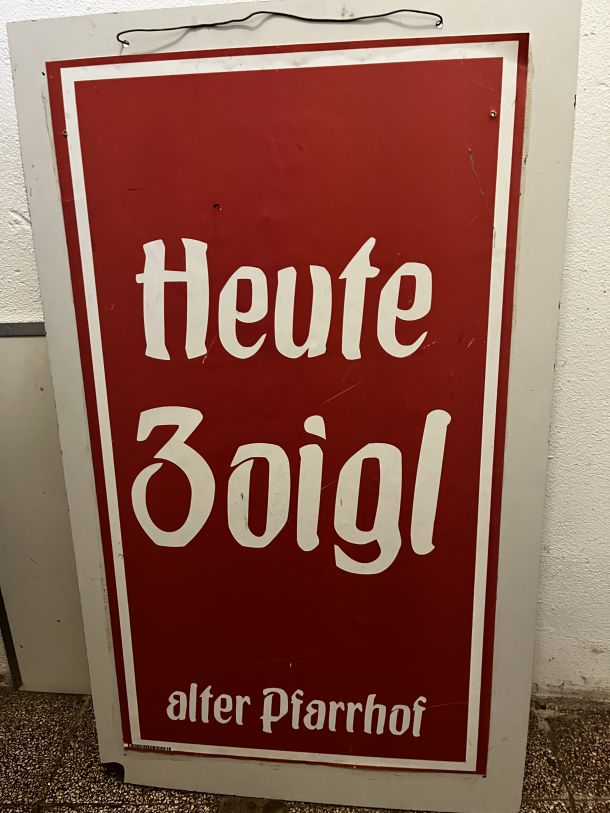 Heute
Zoigl
alter Pfarrhof